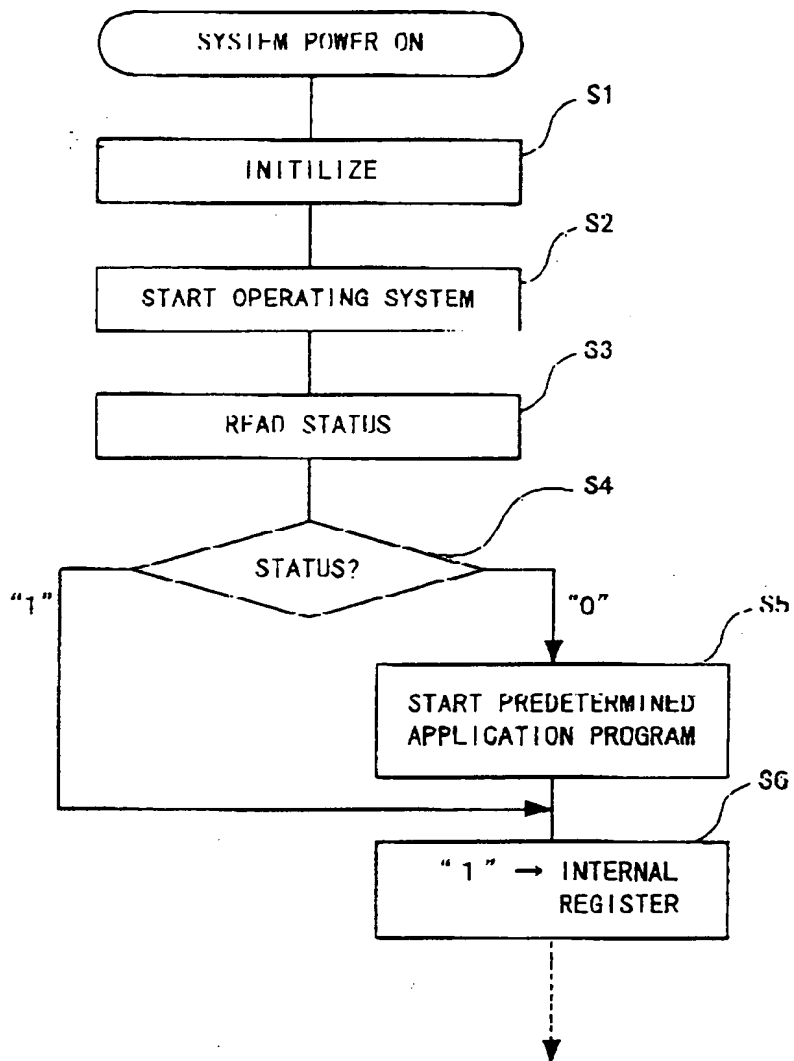 SYSTEM POWER ON
S1
INITILIZE
S2
START OPERATING SYSTEM
S3
READ STATUS
S4
STATUS?
"1"
"0"
S5
START PREDETERMINED
APPLICATION PROGRAM
S6
"1" → INTERNAL
REGISTER